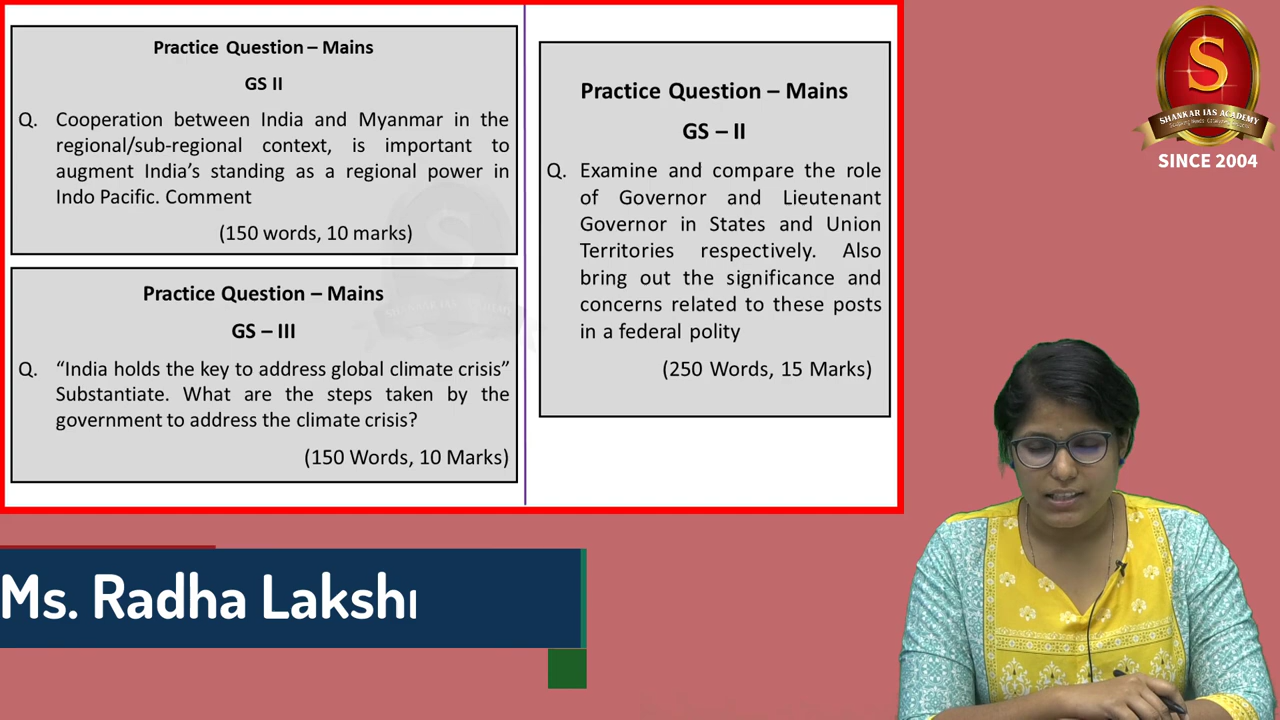 Practice Question – Mains
GS II
Q. Cooperation between India and Myanmar in the
regional/sub-regional context, is important to
augment India’s standing as a regional power in
Indo Pacific. Comment
(150 words, 10 marks)
Practice Question – Mains
GS – III
Q. “India holds the key to address global climate crisis”
Substantiate. What are the steps taken by the
government to address the climate crisis?
(150 Words, 10 Marks)
Practice Question – Mains
GS – II
Q. Examine and compare the role
of Governor and Lieutenant
Governor in States and Union
Territories respectively. Also
bring out the significance and
concerns related to these posts
in a federal polity
(250 Words, 15 Marks)
S
SHANKAR IAS ACADEMY
SINCE 2004
Ms. Radha Laksh